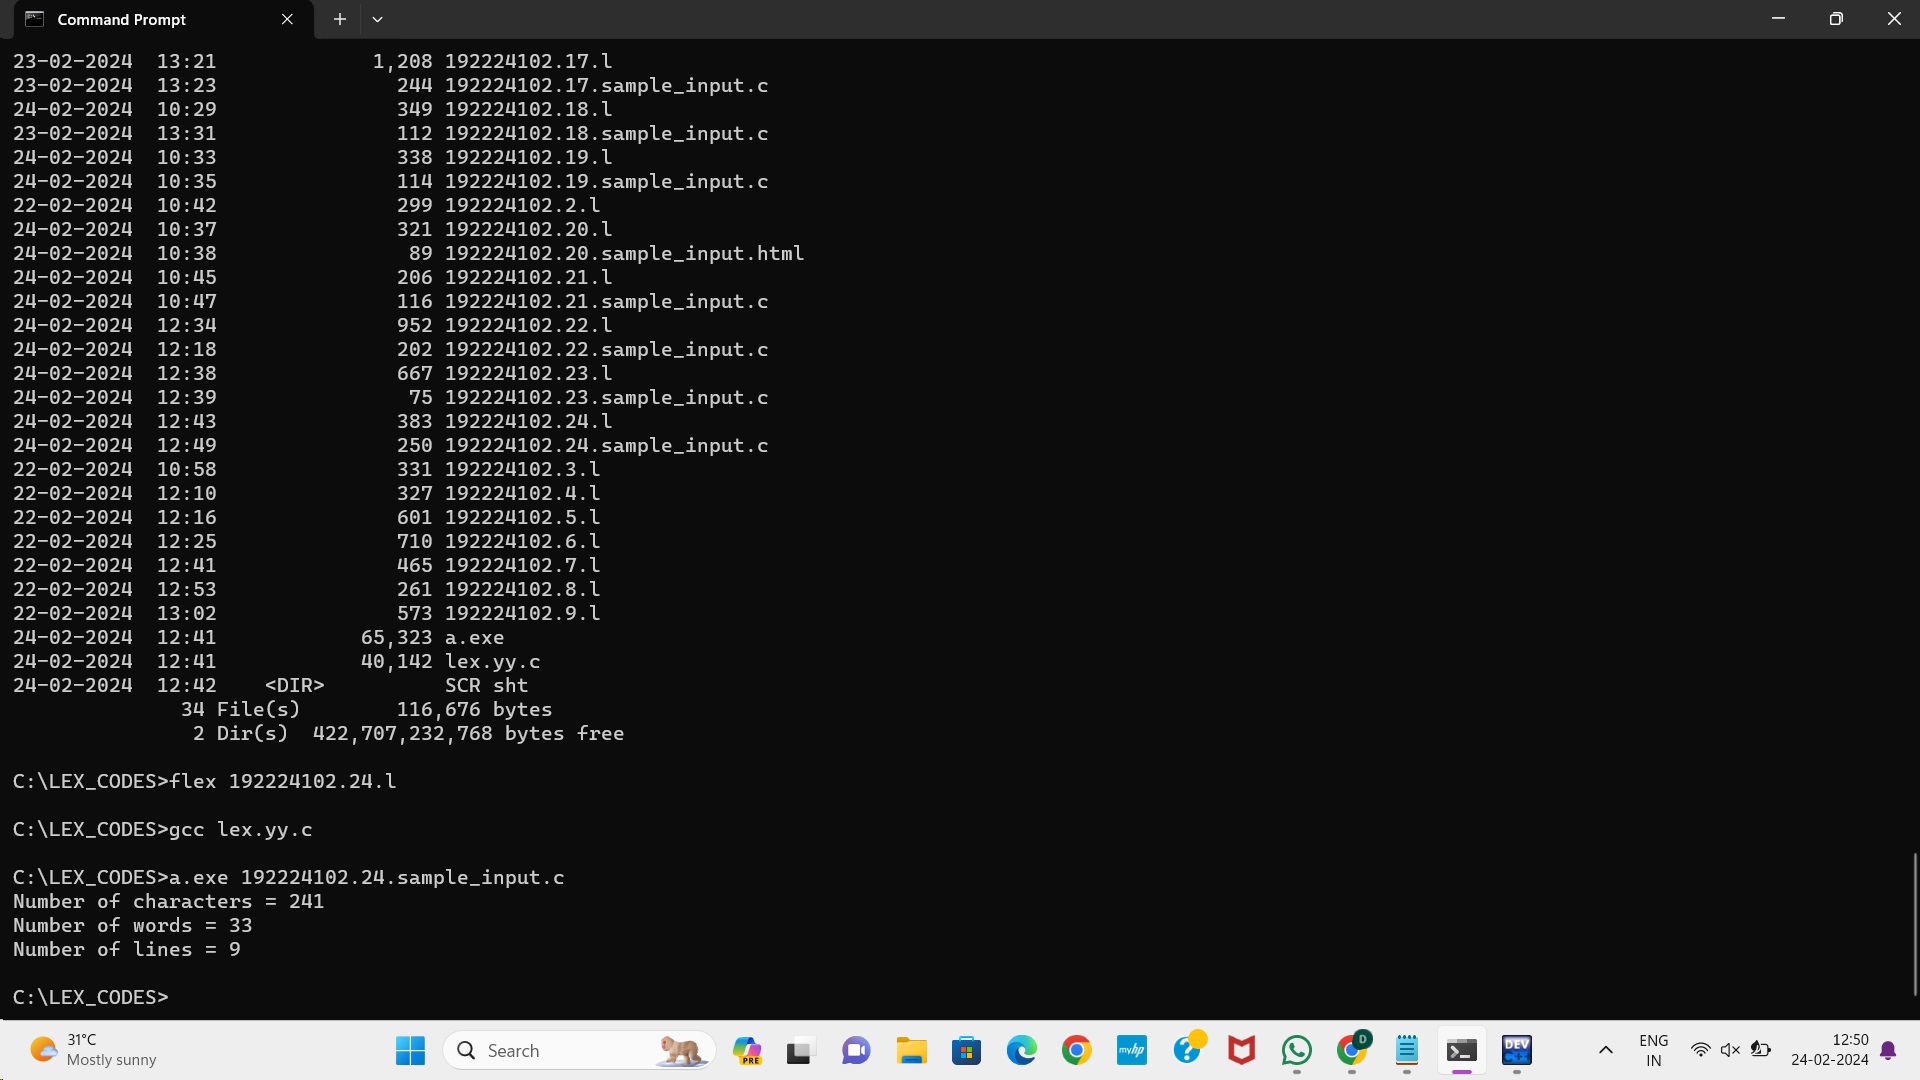 Command Prompt
23-02-2024  13:21             1,208 192224102.17.l
23-02-2024  13:23               244 192224102.17.sample_input.c
24-02-2024  10:29               349 192224102.18.l
23-02-2024  13:31               112 192224102.18.sample_input.c
24-02-2024  10:33               338 192224102.19.l
24-02-2024  10:35               114 192224102.19.sample_input.c
22-02-2024  10:42               299 192224102.2.l
24-02-2024  10:37               321 192224102.20.l
24-02-2024  10:38                89 192224102.20.sample_input.html
24-02-2024  10:45               206 192224102.21.l
24-02-2024  10:47               116 192224102.21.sample_input.c
24-02-2024  12:34               952 192224102.22.l
24-02-2024  12:18               202 192224102.22.sample_input.c
24-02-2024  12:38               667 192224102.23.l
24-02-2024  12:39                75 192224102.23.sample_input.c
24-02-2024  12:43               383 192224102.24.l
24-02-2024  12:49               250 192224102.24.sample_input.c
22-02-2024  10:58               331 192224102.3.l
22-02-2024  12:10               327 192224102.4.l
22-02-2024  12:16               601 192224102.5.l
22-02-2024  12:25               710 192224102.6.l
22-02-2024  12:41               465 192224102.7.l
22-02-2024  12:53               261 192224102.8.l
22-02-2024  13:02               573 192224102.9.l
24-02-2024  12:41            65,323 a.exe
24-02-2024  12:41            40,142 lex.yy.c
24-02-2024  12:42    <DIR>          SCR sht
              34 File(s)        116,676 bytes
               2 Dir(s)  422,707,232,768 bytes free
C:\LEX_CODES>flex 192224102.24.l
C:\LEX_CODES>gcc lex.yy.c
C:\LEX_CODES>a.exe 192224102.24.sample_input.c
Number of characters = 241
Number of words = 33
Number of lines = 9
C:\LEX_CODES>
31°C
Mostly sunny
Search
PRE
myhp
D
DEV
ENG
IN
12:50
24-02-2024